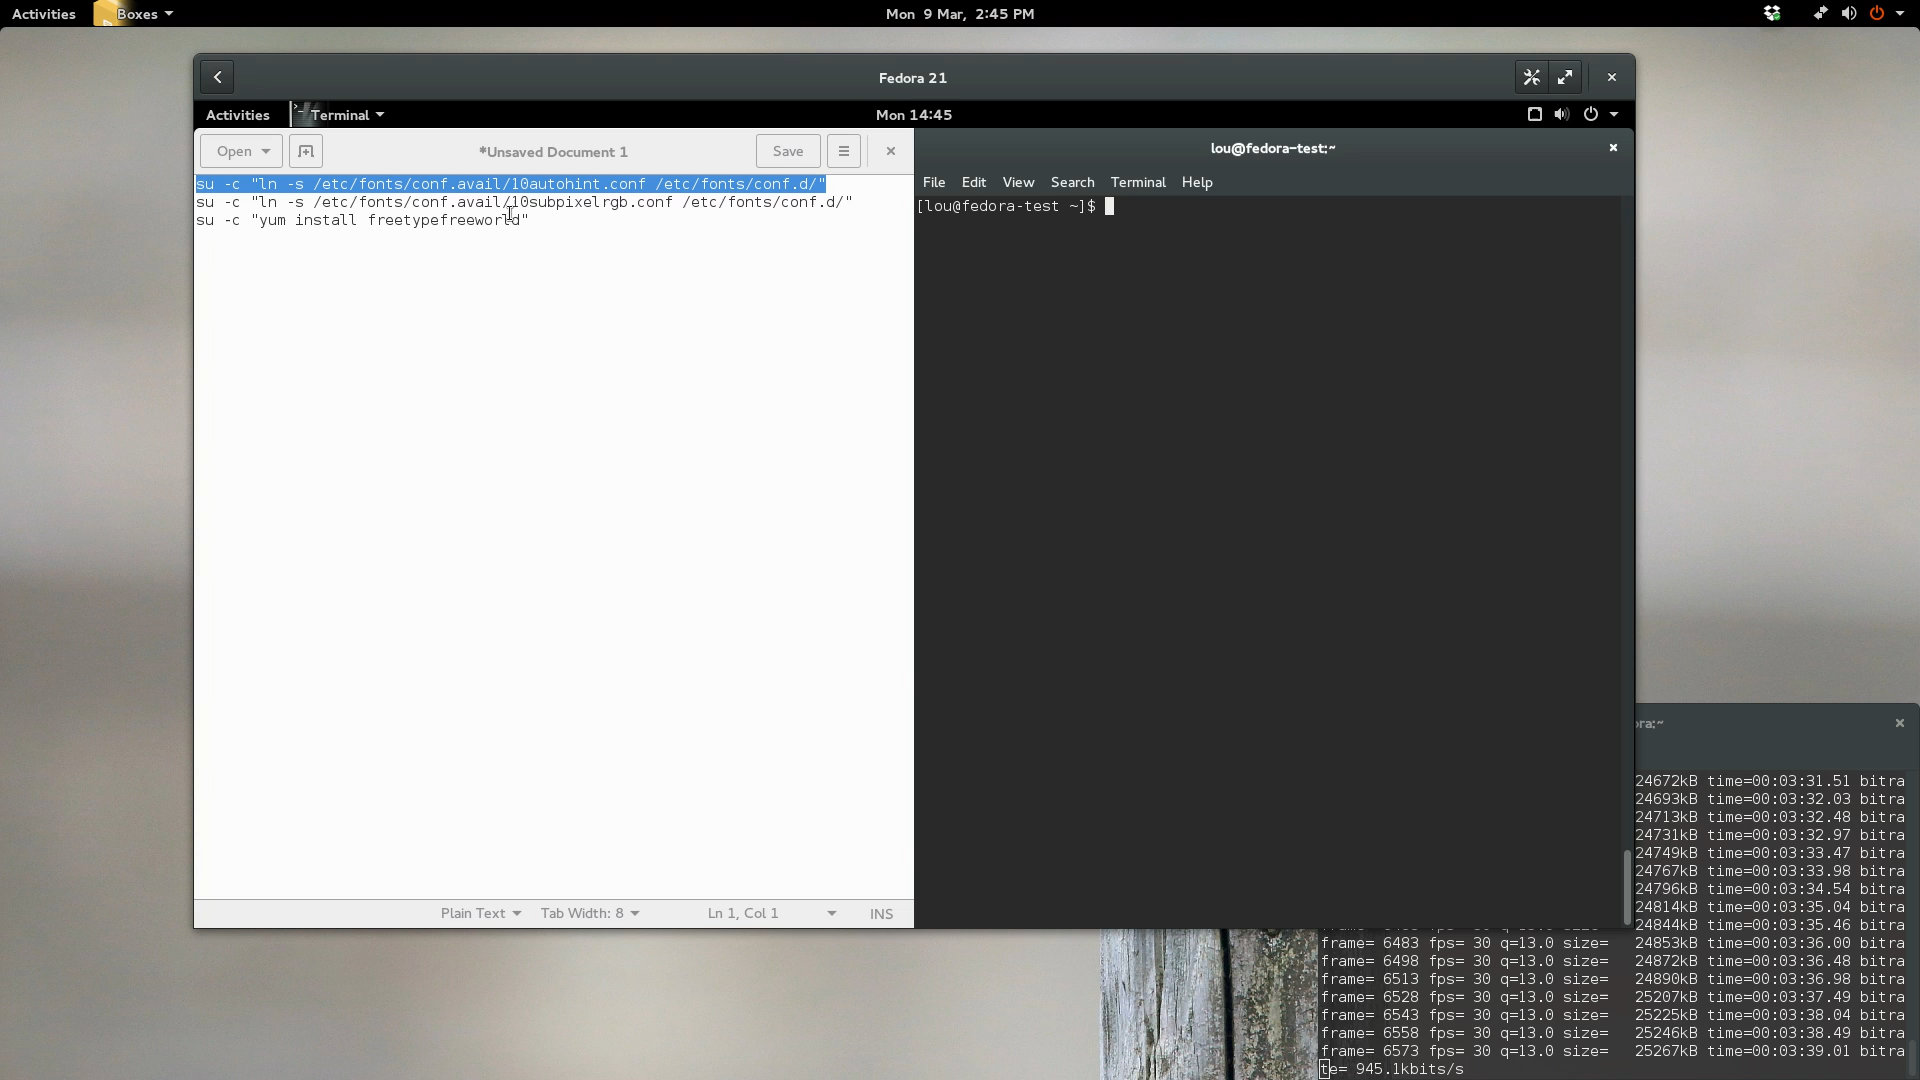 Activities Boxes Mon 9 Mar, 2:45 PM
Fedora 21
Activities Terminal Mon 14:45
Open *Unsaved Document 1 Save
su -c "ln -s /etc/fonts/conf.avail/10autohint.conf /etc/fonts/conf.d/"
su -c "ln -s /etc/fonts/conf.avail/10subpixelrgb.conf /etc/fonts/conf.d/"
su -c "yum install freetypefreeworld"
Plain Text Tab Width: 8 Ln 1, Col 1 INS
lou@fedora-test:~
File Edit View Search Terminal Help
[lou@fedora-test ~]$
ra:~
24672kB time=00:03:31.51 bitra
24693kB time=00:03:32.03 bitra
24713kB time=00:03:32.48 bitra
24731kB time=00:03:32.97 bitra
24749kB time=00:03:33.47 bitra
24767kB time=00:03:33.98 bitra
24796kB time=00:03:34.54 bitra
24814kB time=00:03:35.04 bitra
24844kB time=00:03:35.46 bitra
frame= 6483 fps= 30 q=13.0 size= 24853kB time=00:03:36.00 bitra
frame= 6498 fps= 30 q=13.0 size= 24872kB time=00:03:36.48 bitra
frame= 6513 fps= 30 q=13.0 size= 24890kB time=00:03:36.98 bitra
frame= 6528 fps= 30 q=13.0 size= 25207kB time=00:03:37.49 bitra
frame= 6543 fps= 30 q=13.0 size= 25225kB time=00:03:38.04 bitra
frame= 6558 fps= 30 q=13.0 size= 25246kB time=00:03:38.49 bitra
frame= 6573 fps= 30 q=13.0 size= 25267kB time=00:03:39.01 bitra
te= 945.1kbits/s